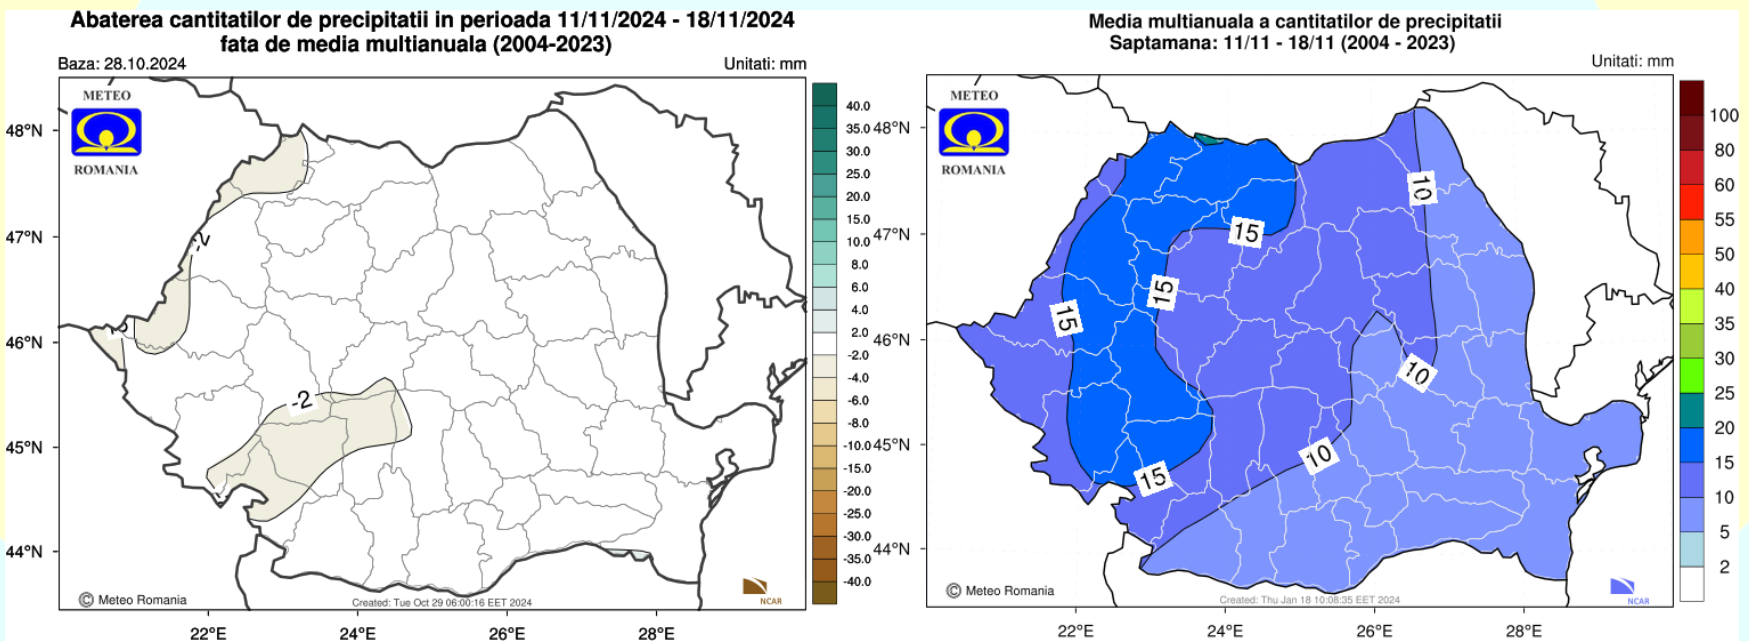 Abaterea cantitatilor de precipitatii in perioada 11/11/2024 - 18/11/2024
fata de media multianuala (2004-2023)
Baza: 28.10.2024
Unitati: mm
METEO
ROMANIA
48°N
47°N
46°N
45°N
44°N
-2
-2
40.0
35.0
30.0
25.0
20.0
15.0
10.0
8.0
6.0
4.0
2.0
-2.0
-4.0
-6.0
-8.0
-10.0
-15.0
-20.0
-25.0
-30.0
-35.0
-40.0
© Meteo Romania
Created: Tue Oct 29 06:00:16 EET 2024
NCAR
22°E
24°E
26°E
28°E
Media multianuala a cantitatilor de precipitatii
Saptamana: 11/11 - 18/11 (2004 - 2023)
Unitati: mm
METEO
ROMANIA
48°N
47°N
46°N
45°N
44°N
10
15
15
15
10
10
15
100
80
60
55
50
40
35
30
25
20
15
10
5
2
© Meteo Romania
Created: Thu Jan 18 10:08:35 EET 2024
NCAR
22°E
24°E
26°E
28°E